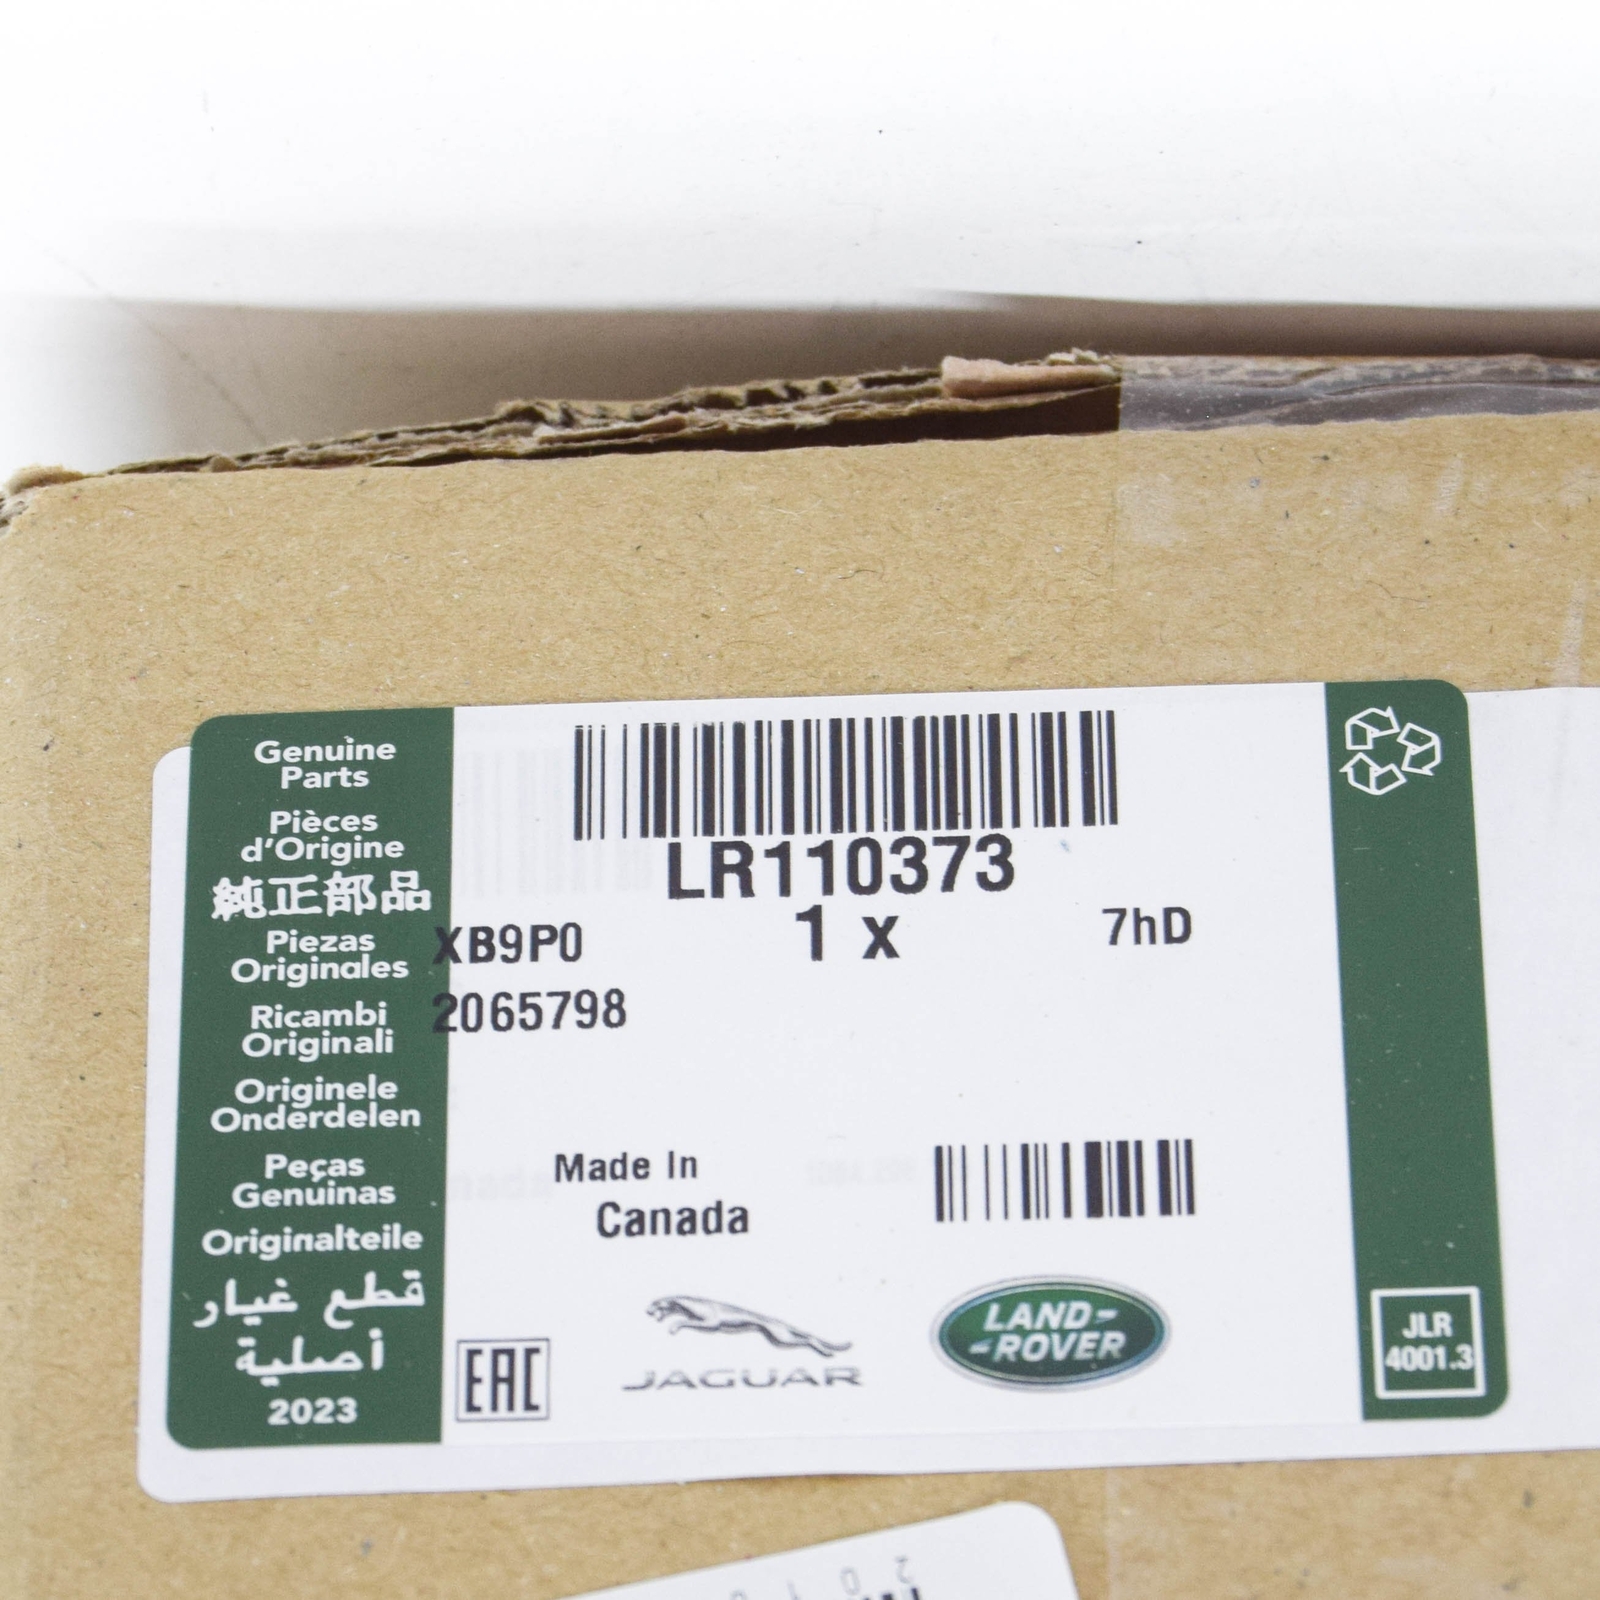 Genuine
Parts
Pièces
d'Origine
純正部品
Piezas
Originales
Ricambi
Originali
Originele
Onderdelen
Peças
Genuínas
Originalteile
قطع غيار
أصلية
2023
LR110373
XB9P0
1 x
7hD
2065798
Made In
Canada
EAC
JAGUAR
LAND-
-ROVER
JLR
4001.3